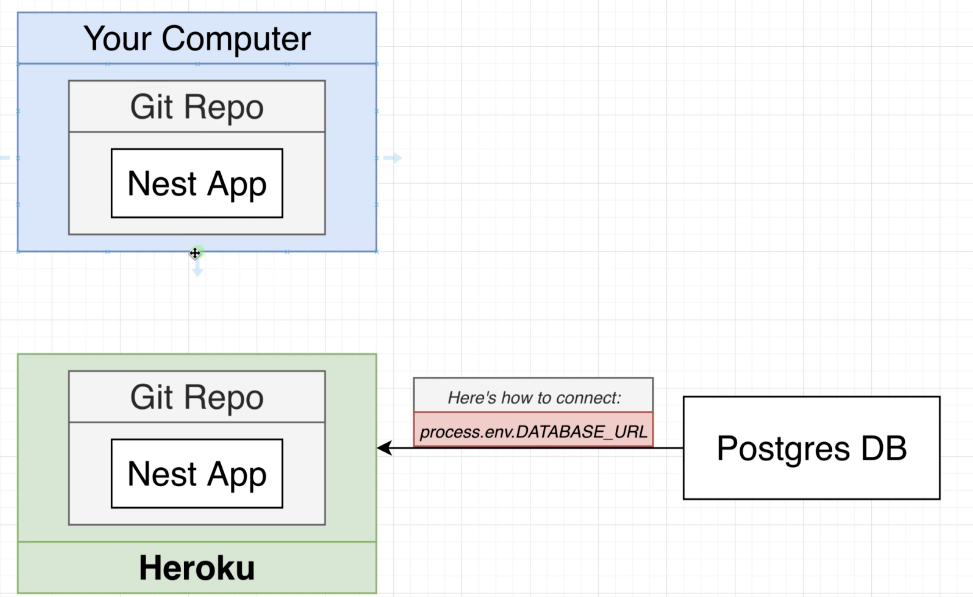 Your Computer
Git Repo
Nest App
Git Repo
Nest App
Heroku
Here's how to connect:
process.env.DATABASE_URL
Postgres DB